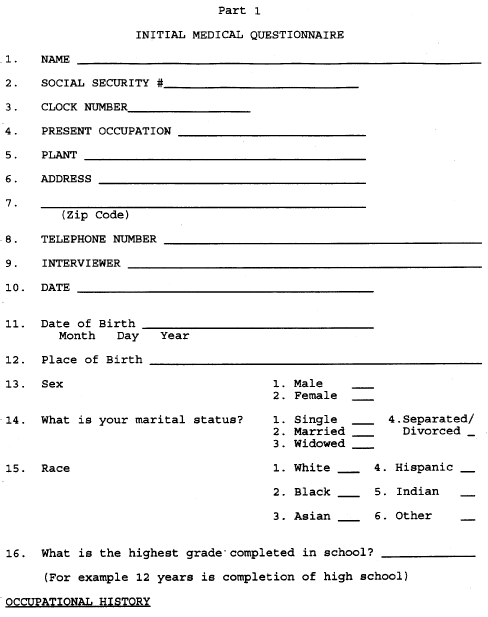 Part 1
INITIAL MEDICAL QUESTIONNAIRE
1. NAME
2. SOCIAL SECURITY #
3. CLOCK NUMBER
4. PRESENT OCCUPATION
5. PLANT
6. ADDRESS
7.
(Zip Code)
8. TELEPHONE NUMBER
9. INTERVIEWER
10. DATE
11. Date of Birth
Month Day Year
12. Place of Birth
13. Sex 1. Male
2. Female
14. What is your marital status? 1. Single 4.Separated/
2. Married Divorced
3. Widowed
15. Race 1. White 4. Hispanic
2. Black 5. Indian
3. Asian 6. Other
16. What is the highest grade completed in school?
(For example 12 years is completion of high school)
OCCUPATIONAL HISTORY